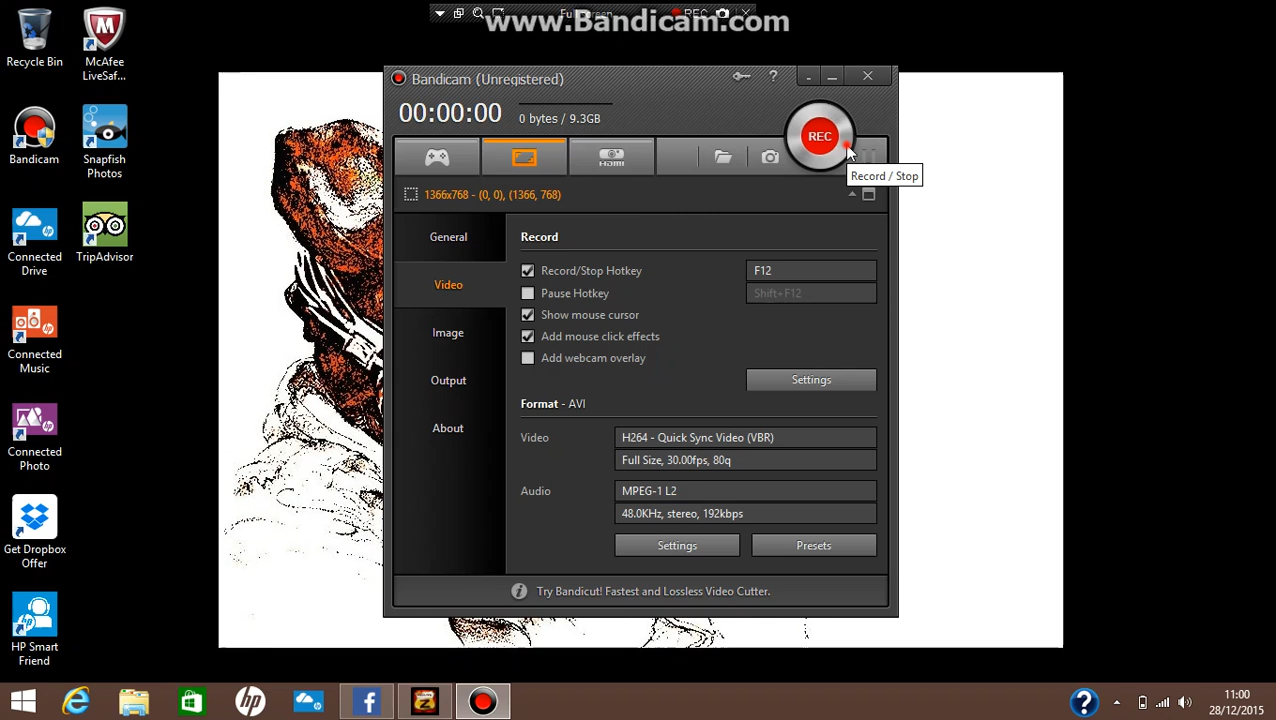 www.Bandicam.com
REC
Recycle Bin
McAfee
LiveSaf...
Bandicam
Snapfish
Photos
Connected
Drive
TripAdvisor
Connected
Music
Connected
Photo
Get Dropbox
Offer
HP Smart
Friend
Bandicam (Unregistered)
?
00:00:00
0 bytes / 9.3GB
HDMI
REC
Record / Stop
1366x768 - (0, 0), (1366, 768)
General
Video
Image
Output
About
Record
Record/Stop Hotkey
F12
Pause Hotkey
Shift+F12
Show mouse cursor
Add mouse click effects
Add webcam overlay
Settings
Format - AVI
Video
H264 - Quick Sync Video (VBR)
Full Size, 30.00fps, 80q
Audio
MPEG-1 L2
48.0KHz, stereo, 192kbps
Settings
Presets
Try Bandicut! Fastest and Lossless Video Cutter.
11:00
28/12/2015